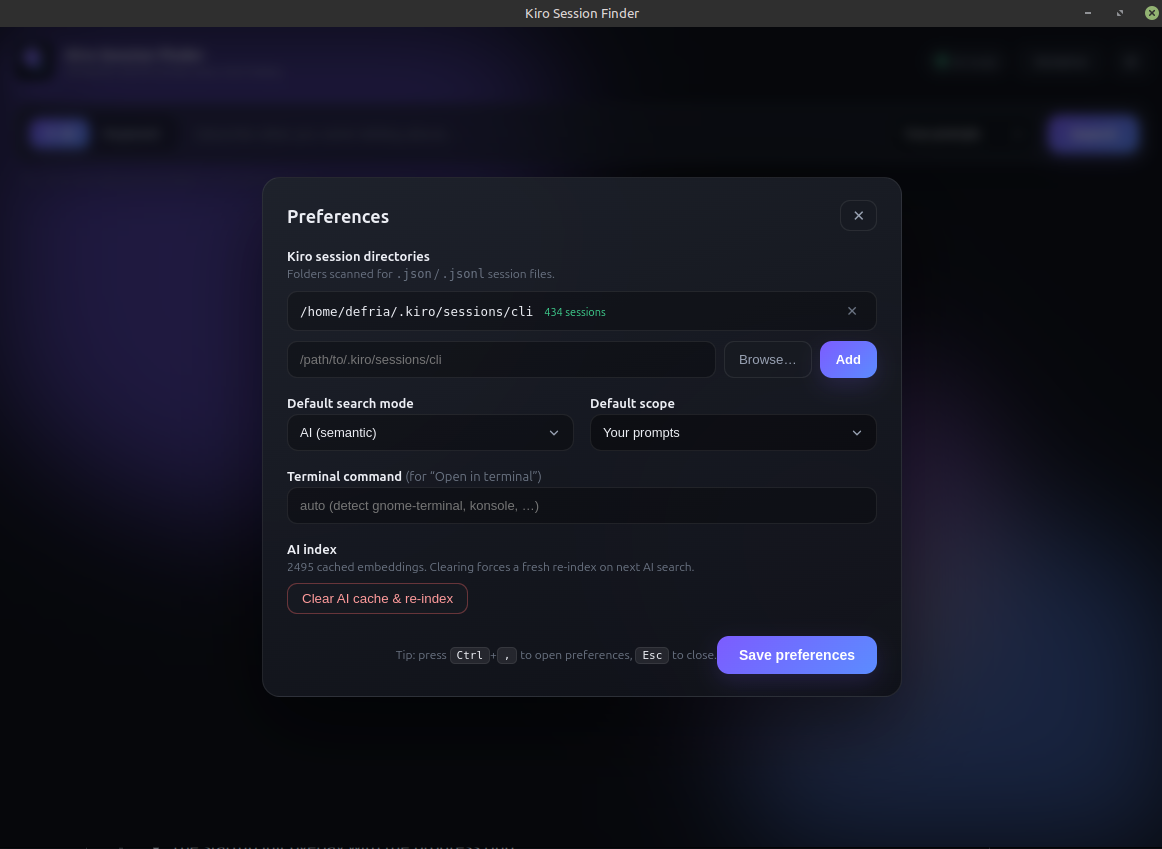 Kiro Session Finder
Preferences
Kiro session directories
Folders scanned for .json / .jsonl session files.
/home/defria/.kiro/sessions/cli 434 sessions
/path/to/.kiro/sessions/cli Browse… Add
Default search mode Default scope
AI (semantic) Your prompts
Terminal command (for “Open in terminal”)
auto (detect gnome-terminal, konsole, …)
AI index
2495 cached embeddings. Clearing forces a fresh re-index on next AI search.
Clear AI cache & re-index
Tip: press Ctrl+, to open preferences, Esc to close. Save preferences